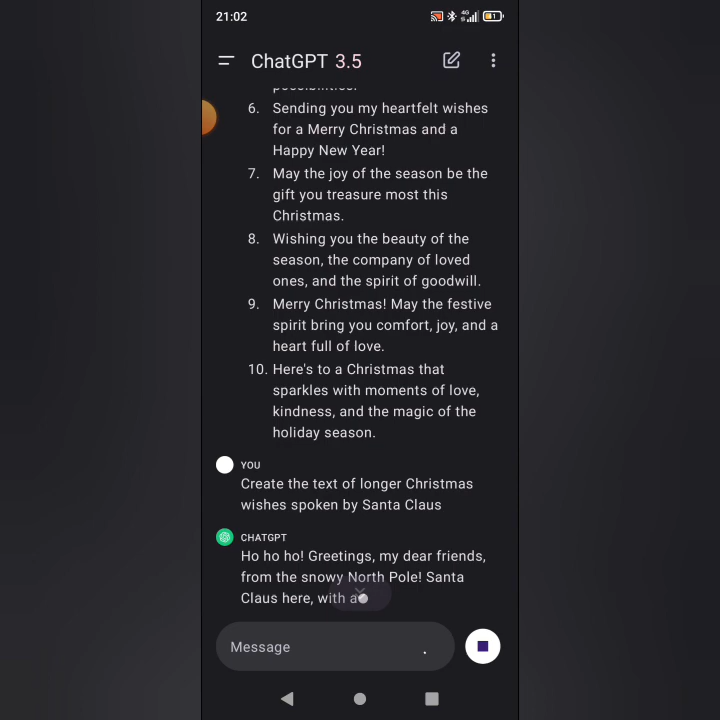 21:02
4G
ChatGPT 3.5
possibilities.
6. Sending you my heartfelt wishes
for a Merry Christmas and a
Happy New Year!
7. May the joy of the season be the
gift you treasure most this
Christmas.
8. Wishing you the beauty of the
season, the company of loved
ones, and the spirit of goodwill.
9. Merry Christmas! May the festive
spirit bring you comfort, joy, and a
heart full of love.
10. Here's to a Christmas that
sparkles with moments of love,
kindness, and the magic of the
holiday season.
YOU
Create the text of longer Christmas
wishes spoken by Santa Claus
CHATGPT
Ho ho ho! Greetings, my dear friends,
from the snowy North Pole! Santa
Claus here, with a
Message